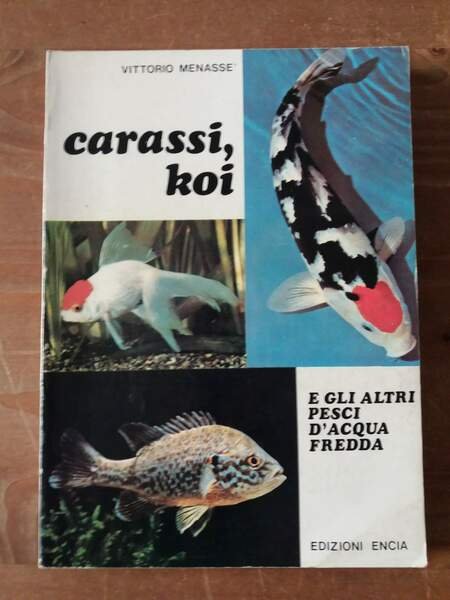 VITTORIO MENASSE'
carassi,
koi
E GLI ALTRI
PESCI
D'ACQUA
FREDDA
EDIZIONI ENCIA